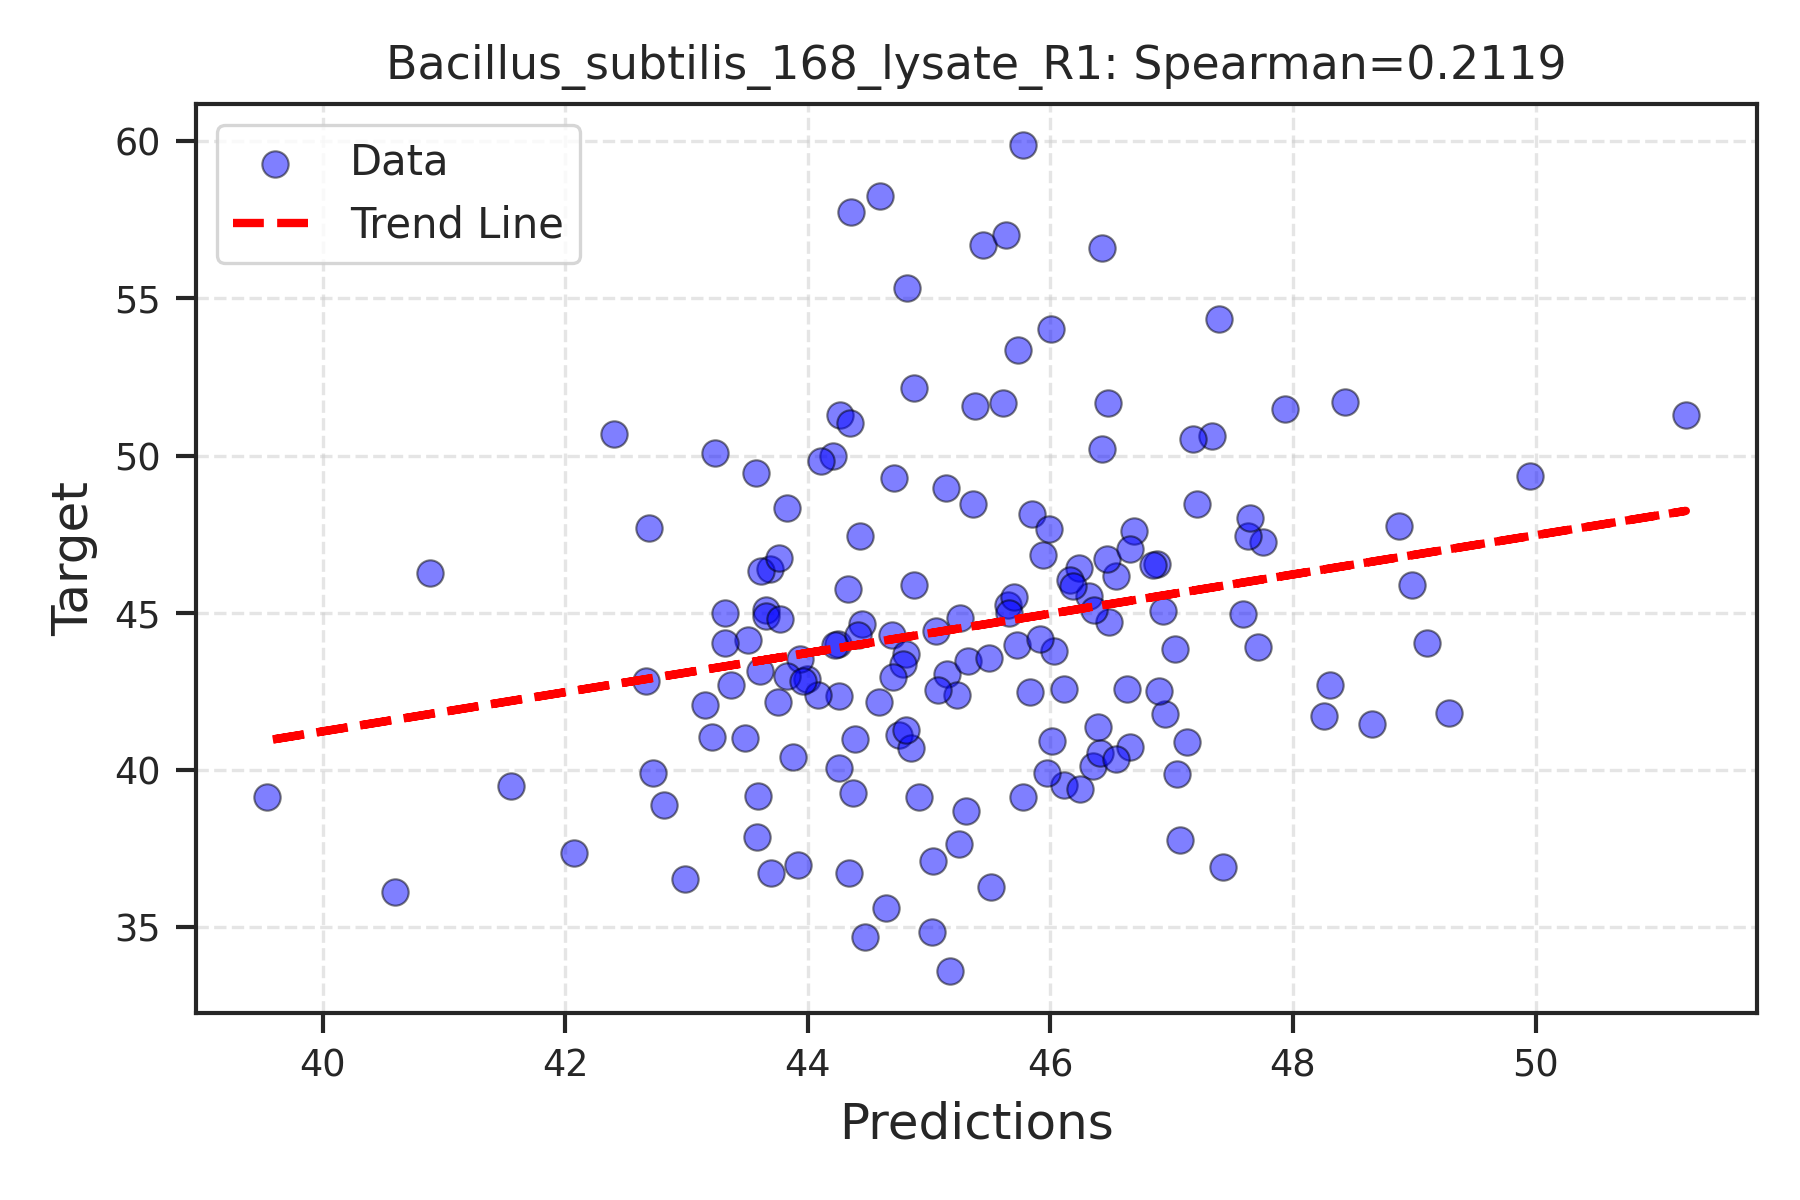 Bacillus_subtilis_168_lysate_R1: Spearman=0.2119
Data
Trend Line
60
55
50
45
40
35
Target
40 42 44 46 48 50
Predictions